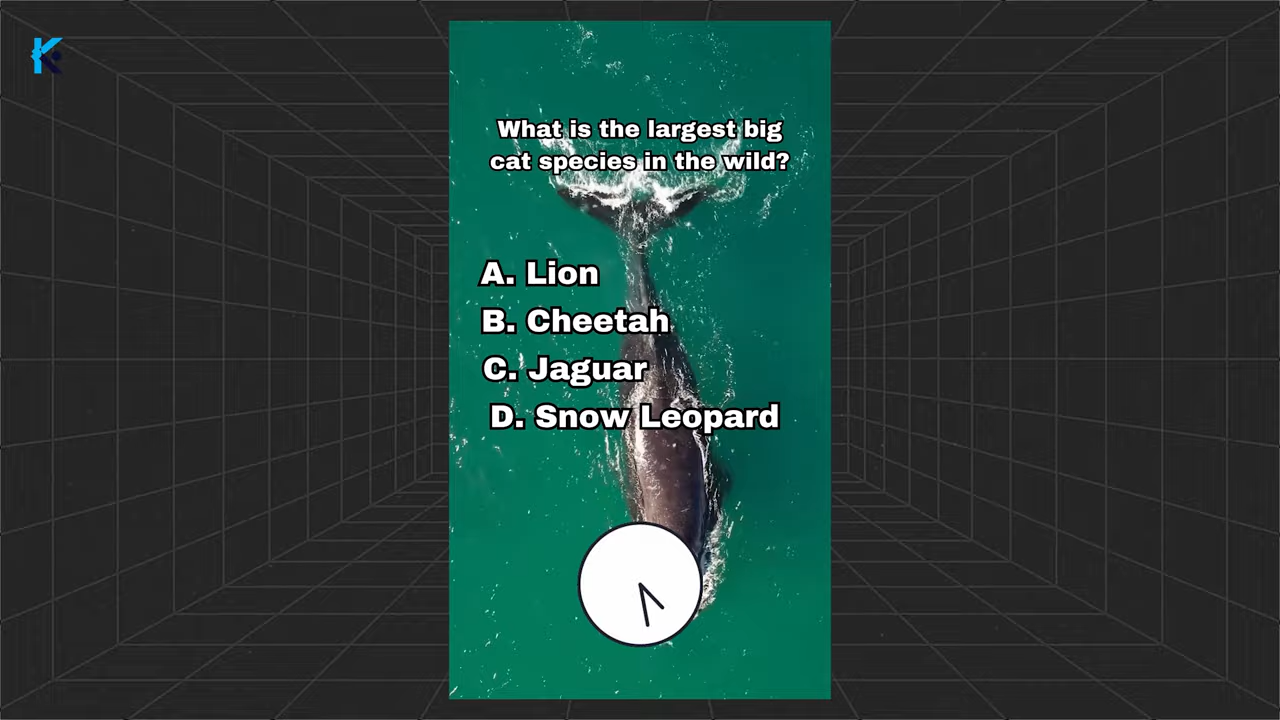 What is the largest big
cat species in the wild?
A. Lion
B. Cheetah
C. Jaguar
D. Snow Leopard